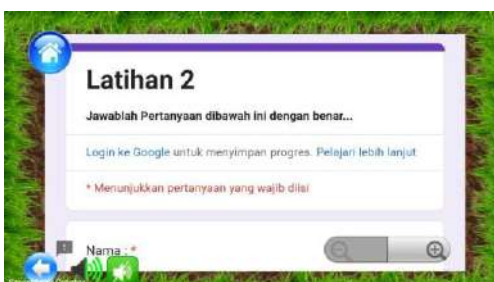 Latihan 2
Jawablah Pertanyaan dibawah ini dengan benar...
Login ke Google untuk menyimpan progres. Pelajari lebih lanjut
* Menunjukkan pertanyaan yang wajib diisi
Nama : *